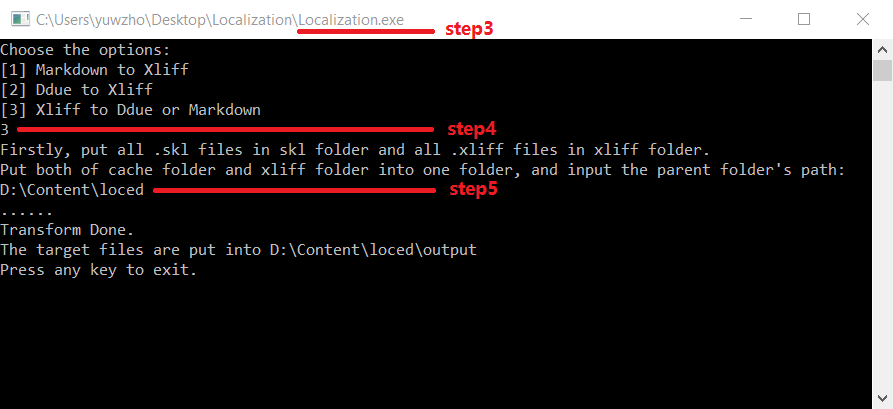 C:\Users\yuwzho\Desktop\Localization\Localization.exe
step3
Choose the options:
[1] Markdown to Xliff
[2] Ddue to Xliff
[3] Xliff to Ddue or Markdown
3
step4
Firstly, put all .skl files in skl folder and all .xliff files in xliff folder.
Put both of cache folder and xliff folder into one folder, and input the parent folder's path:
D:\Content\loced
step5
......
Transform Done.
The target files are put into D:\Content\loced\output
Press any key to exit.